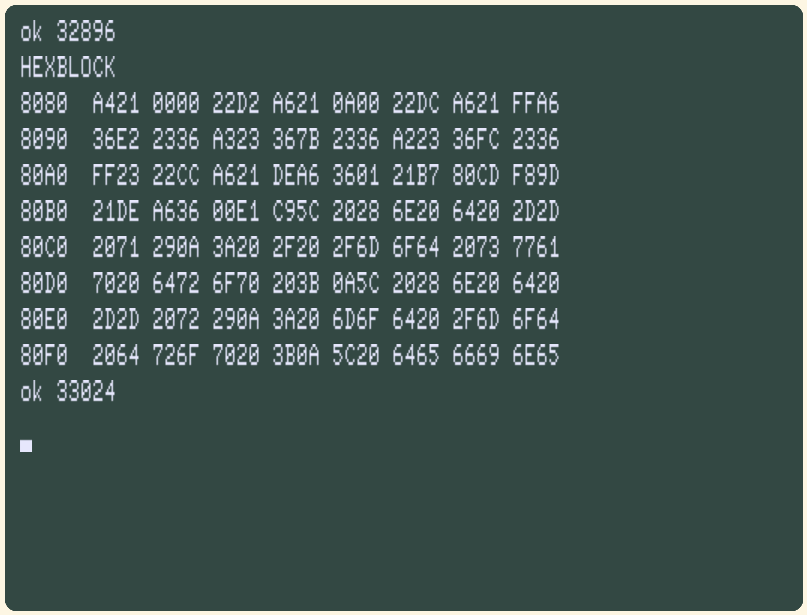 ok 32896
HEXBLOCK
8080  A421 0000 22D2 A621 0A00 22DC A621 FFA6
8090  36E2 2336 A323 367B 2336 A223 36FC 2336
80A0  FF23 22CC A621 DEA6 3601 21B7 80CD F89D
80B0  21DE A636 00E1 C95C 2028 6E20 6420 2D2D
80C0  2071 290A 3A20 2F20 2F6D 6F64 2073 7761
80D0  7020 6472 6F70 203B 0A5C 2028 6E20 6420
80E0  2D2D 2072 290A 3A20 6D6F 6420 2F6D 6F64
80F0  2064 726F 7020 3B0A 5C20 6465 6669 6E65
ok 33024